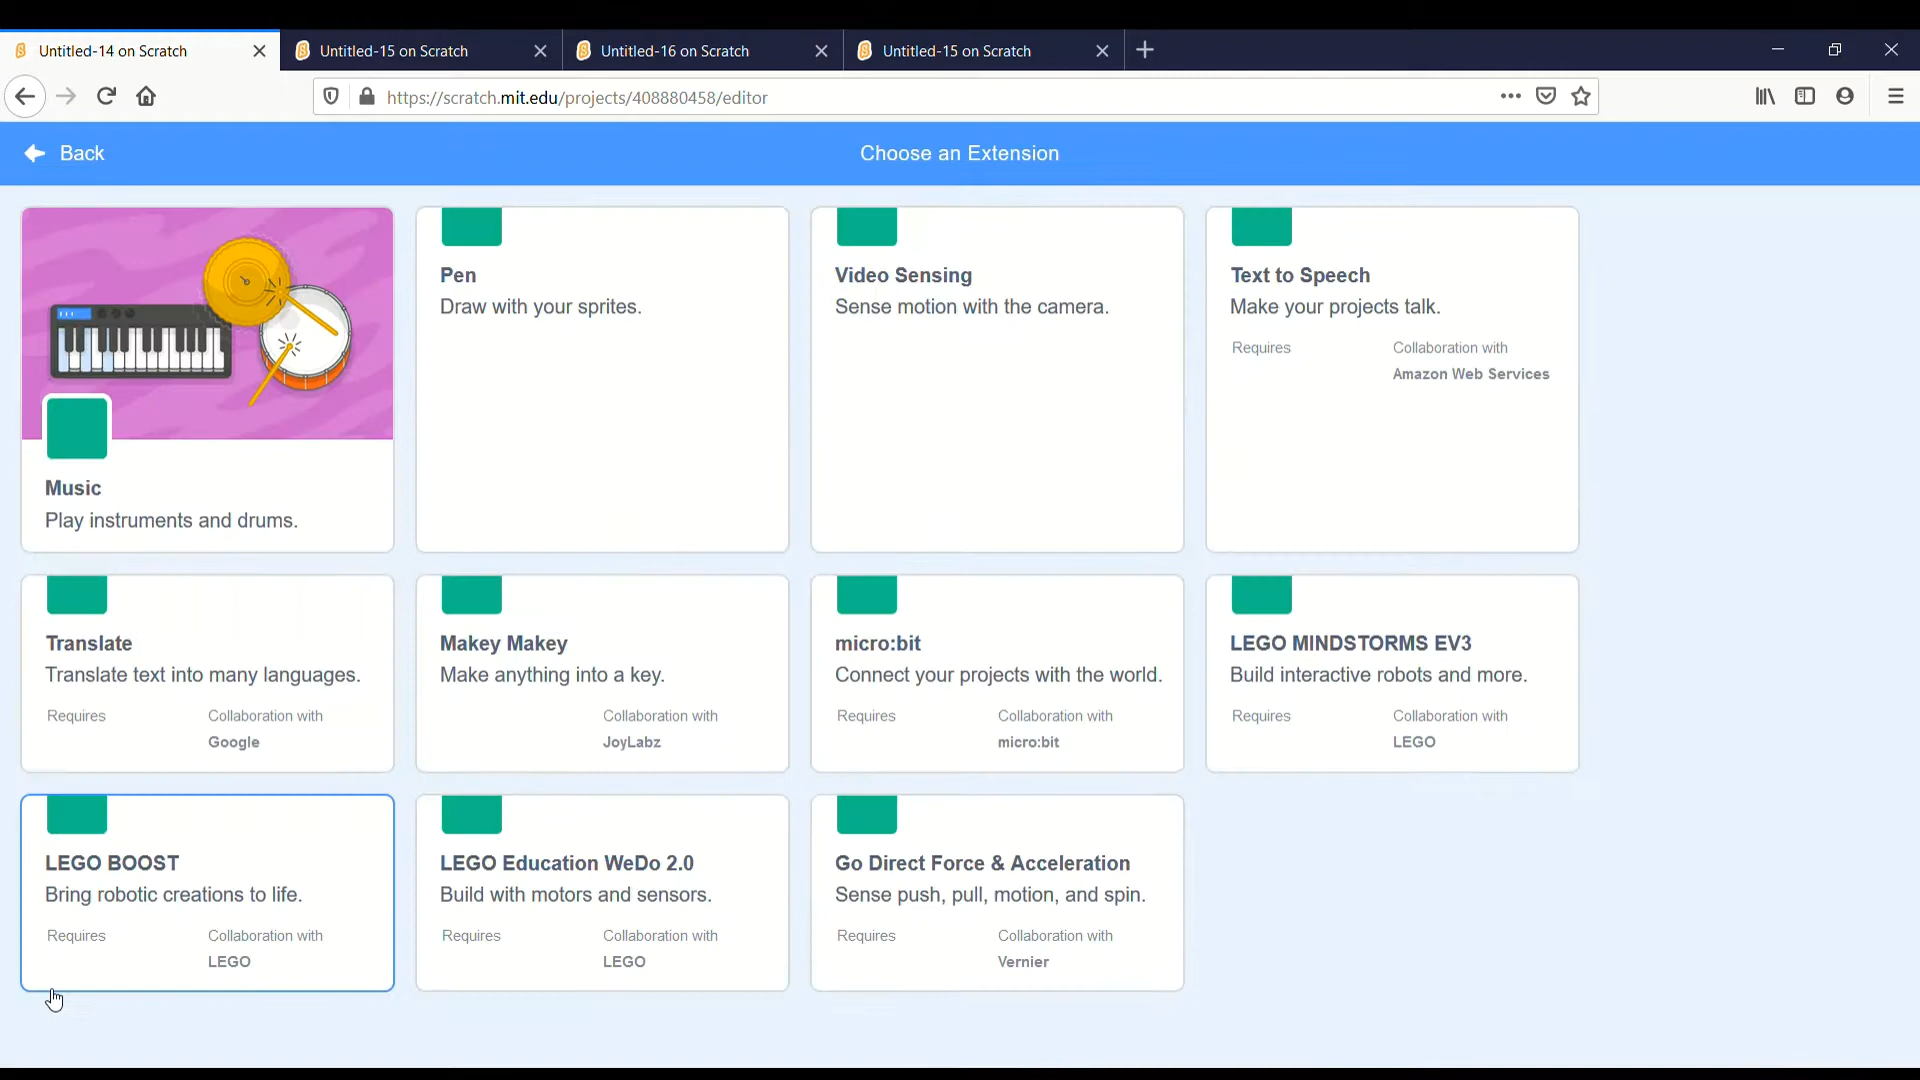 Untitled-14 on Scratch
Untitled-15 on Scratch
Untitled-16 on Scratch
Untitled-15 on Scratch
https://scratch.mit.edu/projects/408880458/editor
Back
Choose an Extension
Music
Play instruments and drums.
Pen
Draw with your sprites.
Video Sensing
Sense motion with the camera.
Text to Speech
Make your projects talk.
Requires
Collaboration with
Amazon Web Services
Translate
Translate text into many languages.
Requires
Collaboration with
Google
Makey Makey
Make anything into a key.
Collaboration with
JoyLabz
micro:bit
Connect your projects with the world.
Requires
Collaboration with
micro:bit
LEGO MINDSTORMS EV3
Build interactive robots and more.
Requires
Collaboration with
LEGO
LEGO BOOST
Bring robotic creations to life.
Requires
Collaboration with
LEGO
LEGO Education WeDo 2.0
Build with motors and sensors.
Requires
Collaboration with
LEGO
Go Direct Force & Acceleration
Sense push, pull, motion, and spin.
Requires
Collaboration with
Vernier